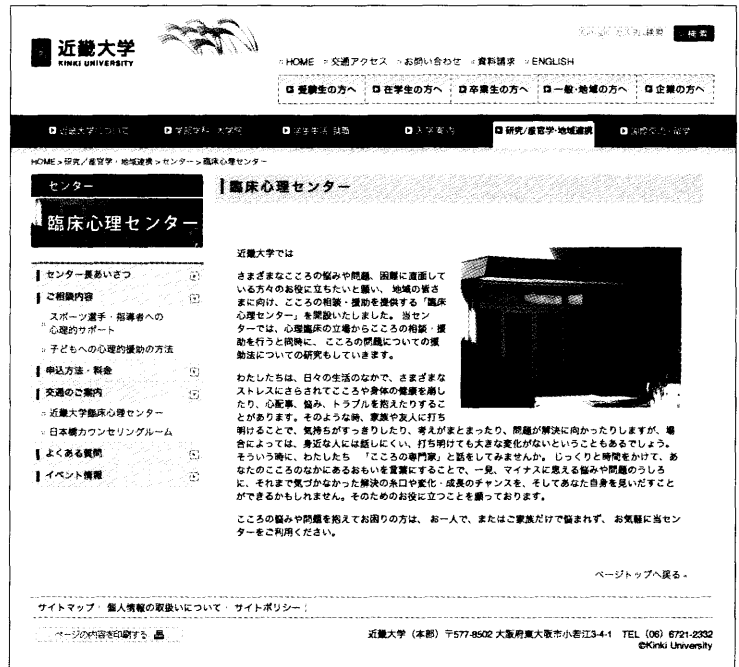 近畿大学
KINKI UNIVERSITY
検索
HOME 交通アクセス お問い合わせ 資料請求 ENGLISH
受験生の方へ 在学生の方へ 卒業生の方へ 一般・地域の方へ 企業の方へ
近畿大学について 学部学科 大学院 学生生活 就職 入学案内 研究/産官学・地域連携 国際交流・留学
HOME > 研究/産官学・地域連携 > センター > 臨床心理センター
センター
臨床心理センター
センター長あいさつ
ご相談内容
スポーツ選手・指導者への
心理的サポート
子どもへの心理的援助の方法
申込方法・料金
交通のご案内
近畿大学臨床心理センター
日本橋カウンセリングルーム
よくある質問
イベント情報
臨床心理センター
近畿大学では
さまざまなこころの悩みや問題、困難に直面して
いる方々のお役に立ちたいと願い、 地域の皆さ
まに向け、こころの相談・援助を提供する「臨床
心理センター」を開設いたしました。 当セン
ターでは、心理臨床の立場からこころの相談・援
助を行うと同時に、 こころの問題についての援
助法についての研究もしていきます。
わたしたちは、日々の生活のなかで、さまざまな
ストレスにさらされてこころや身体の健康を崩し
たり、心配事、悩み、トラブルを抱えたりするこ
とがあります。そのような時、家族や友人に打ち
明けることで、気持がすっきりしたり、考えがまとまったり、問題が解決に向かったりしますが、場
合によっては、身近な人には話しにくい、打ち明けても大きな変化がないということもあるでしょう。
そういう時に、わたしたち 「こころの専門家」と話をしてみませんか。 じっくりと時間をかけて、あ
なたのこころのなかにあるおもいを言葉にすることで、一見、マイナスに思える悩みや問題のうしろ
に、それまで気づかなかった解決の糸口や変化・成長のチャンスを、そしてあなた自身を見いだすこと
ができるかもしれません。そのためのお役に立つことを願っております。
こころの悩みや問題を抱えてお困りの方は、 お一人で、またはご家族だけで悩まれず、 お気軽に当セン
ターをご利用ください。
ページトップへ戻る
サイトマップ 個人情報の取扱いについて サイトポリシー
ページの内容を印刷する
近畿大学（本部）〒577-8502 大阪府東大阪市小若江3-4-1 TEL（06）6721-2332
©Kinki University